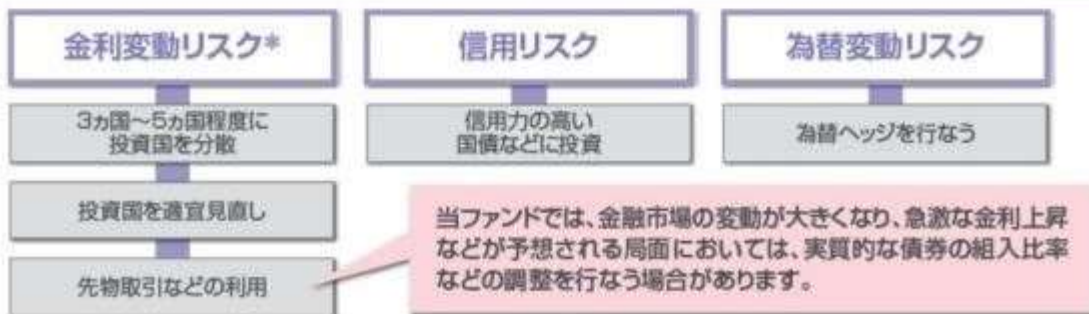 金利変動リスク*
3ヵ国〜5ヵ国程度に
投資国を分散
投資国を適宜見直し
先物取引などの利用
信用リスク
信用力の高い
国債などに投資
為替変動リスク
為替ヘッジを行なう
当ファンドでは、金融市場の変動が大きくなり、急激な金利上昇
などが予想される局面においては、実質的な債券の組入比率
などの調整を行なう場合があります。